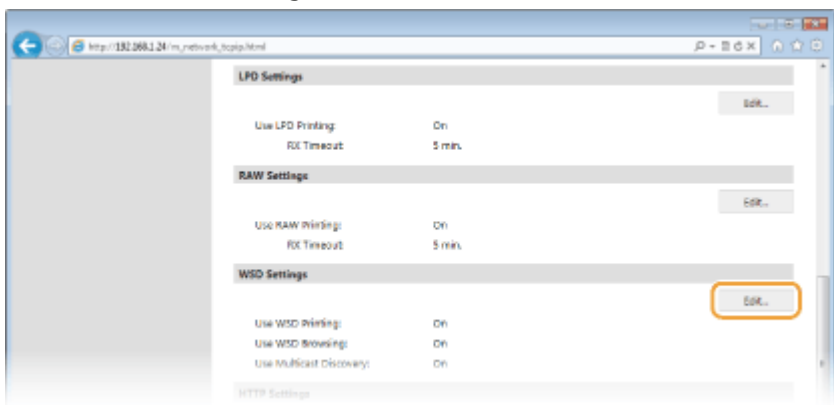 http://192.168.1.24/m_network_tcpip.html
LPD Settings
Edit...
Use LPD Printing: On
RX Timeout: 5 min.
RAW Settings
Edit...
Use RAW Printing: On
RX Timeout: 5 min.
WSD Settings
Edit...
Use WSD Printing: On
Use WSD Browsing: On
Use Multicast Discovery: On
HTTP Settings